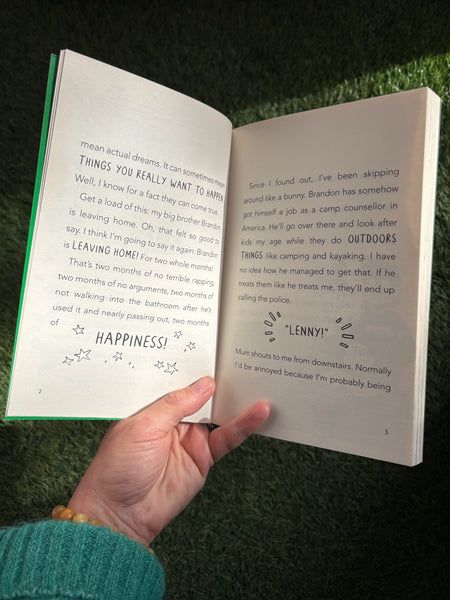 mean actual dreams. It can sometimes mean
THINGS YOU REALLY WANT TO HAPPEN.
Well, I know for a fact they can come true.
Get a load of this: my big brother Brandon
is leaving home. Oh, that felt so good to
say. I think I'm going to say it again: Brandon
is LEAVING HOME! For two whole months!
That's two months of no terrible rapping,
two months of no arguments, two months of
not walking into the bathroom after he's
used it and nearly passing out, two months
of
HAPPINESS!
2
Since I found out, I've been skipping
around like a bunny. Brandon has somehow
got himself a job as a camp counsellor in
America. He'll go over there and look after
kids my age while they do OUTDOORS
THINGS like camping and kayaking. I have
no idea how he managed to get that. If he
treats them like he treats me, they'll end up
calling the police.
"LENNY!"
Mum shouts to me from downstairs. Normally
I'd be annoyed because I'm probably being
3